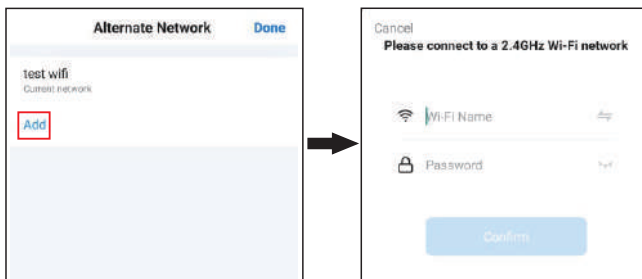 Alternate Network Done
test wifi
Current network
Add
Cancel
Please connect to a 2.4GHz Wi-Fi network
Wi-Fi Name
Password
Confirm